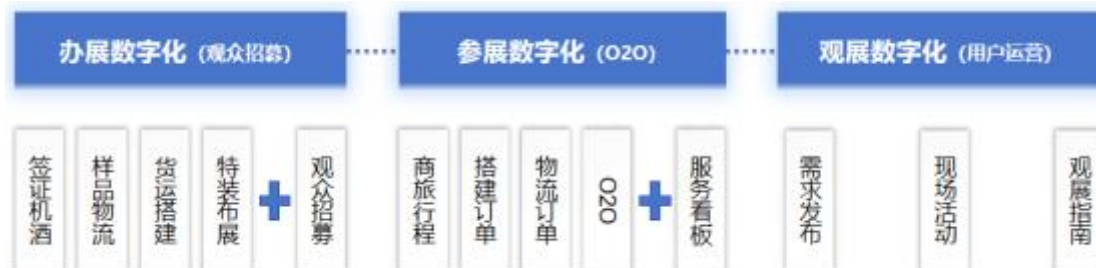 办展数字化 (观众招募)
参展数字化 (O2O)
观展数字化 (用户运营)
签证机酒
样品物流
货运搭建
特装布展
观众招募
商旅行程
搭建订单
物流订单
O2O
服务看板
需求发布
现场活动
观展指南